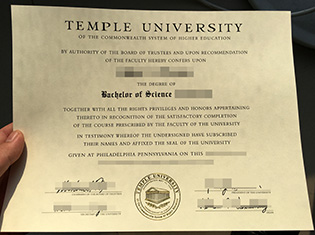 TEMPLE UNIVERSITY
OF THE COMMONWEALTH SYSTEM OF HIGHER EDUCATION
BY AUTHORITY OF THE BOARD OF TRUSTEES AND UPON RECOMMENDATION
OF THE FACULTY HEREBY CONFERS UPON
THE DEGREE OF
Bachelor of Science
TOGETHER WITH ALL THE RIGHTS PRIVILEGES AND HONORS APPERTAINING
THERETO IN RECOGNITION OF THE SATISFACTORY COMPLETION
OF THE COURSE PRESCRIBED BY THE FACULTY OF THE UNIVERSITY
IN TESTIMONY WHEREOF THE UNDERSIGNED HAVE SUBSCRIBED
THEIR NAMES AND AFFIXED THE SEAL OF THE UNIVERSITY
GIVEN AT PHILADELPHIA PENNSYLVANIA ON THIS
TEMPLE UNIVERSITY